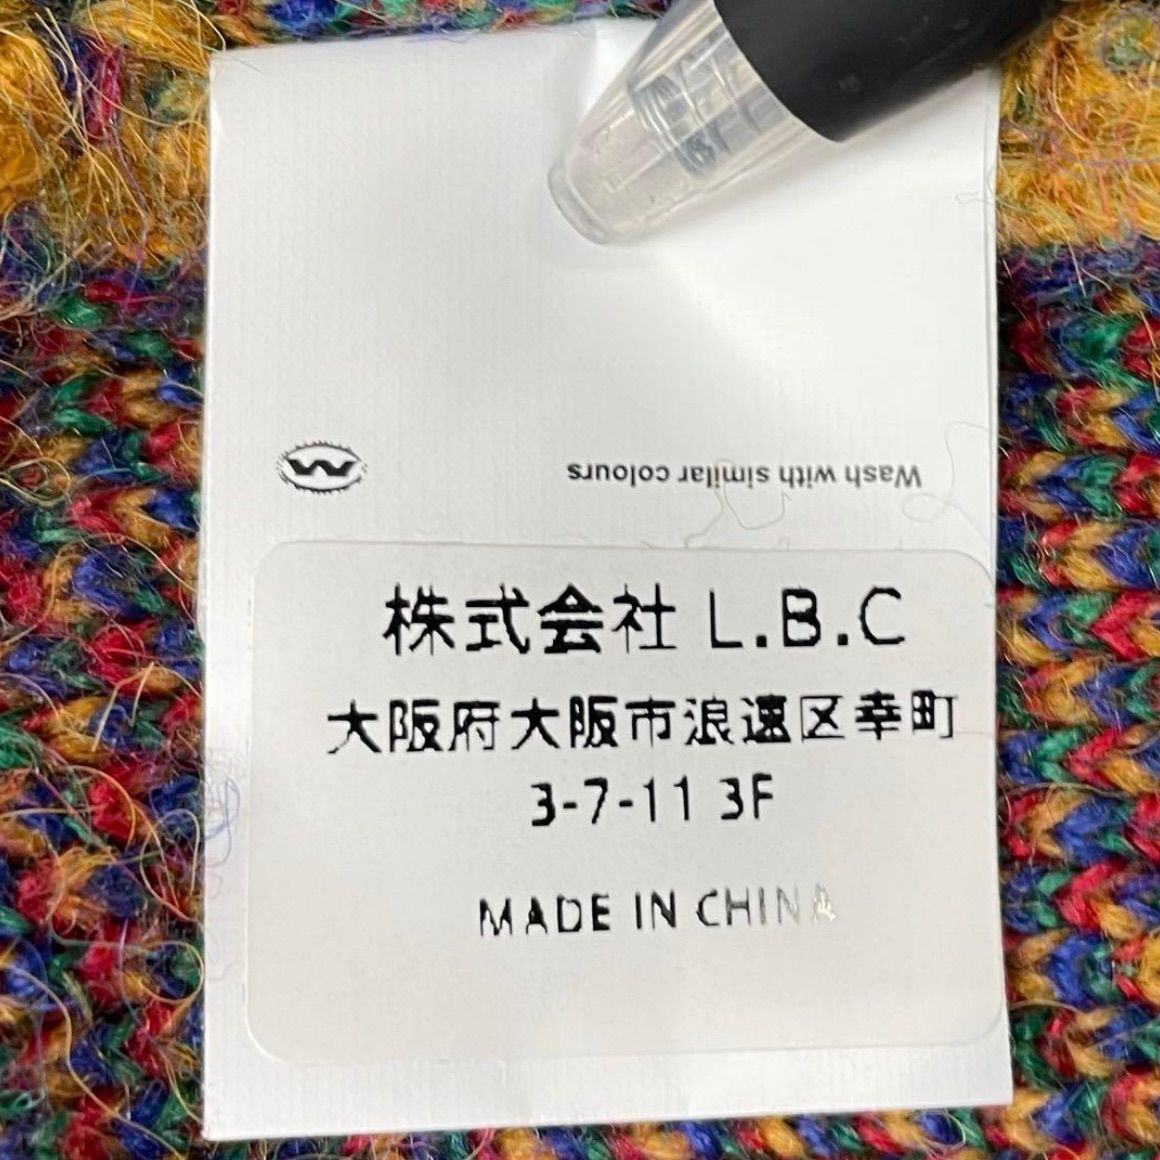 Wash with similar colours
W
株式会社 L.B.C
大阪府大阪市浪速区幸町
3-7-11 3F
MADE IN CHINA